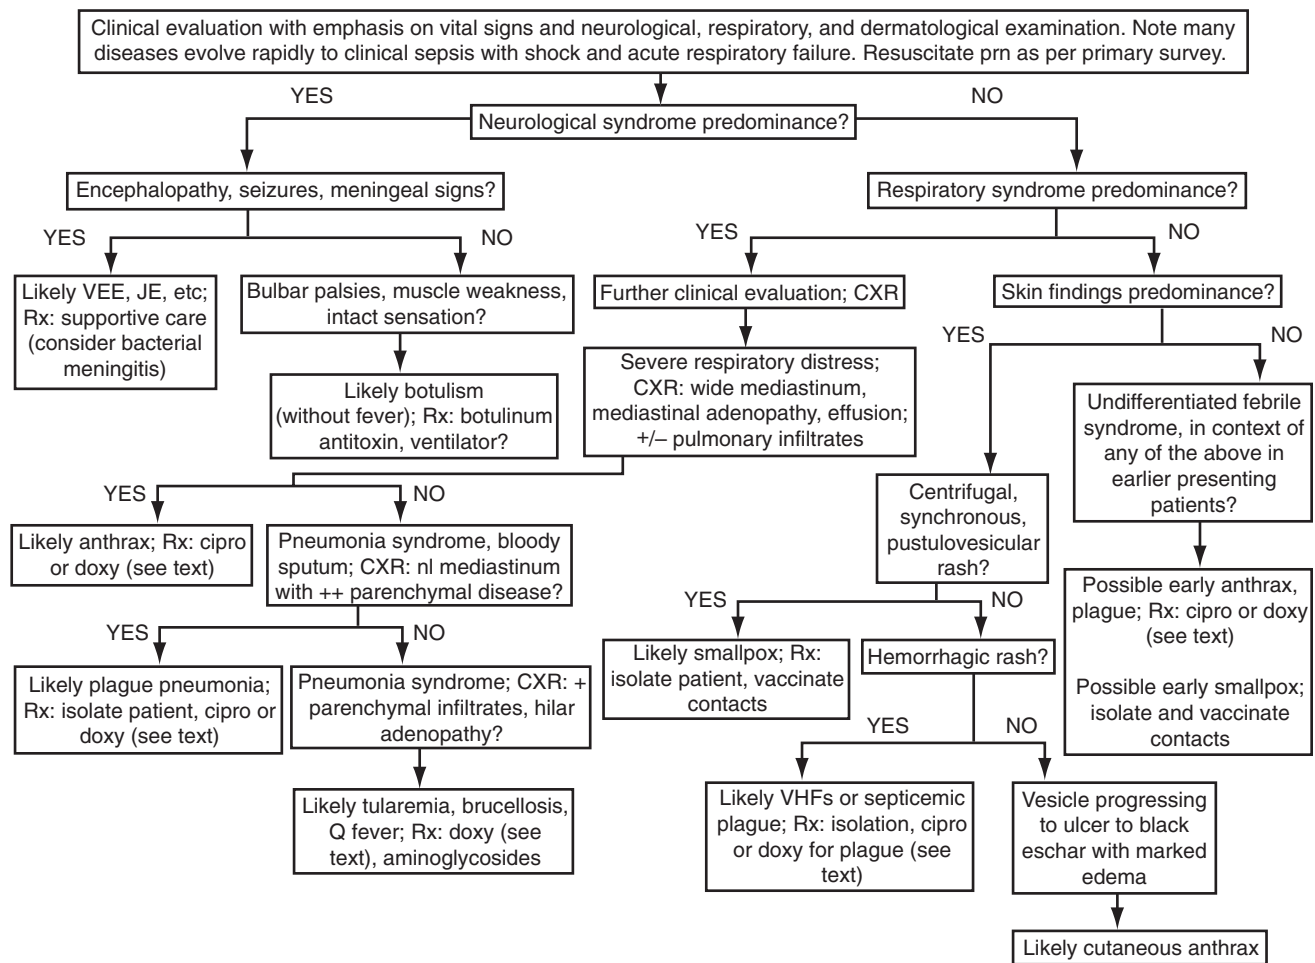 Clinical evaluation with emphasis on vital signs and neurological, respiratory, and dermatological examination. Note many
diseases evolve rapidly to clinical sepsis with shock and acute respiratory failure. Resuscitate prn as per primary survey.
YES
NO
Neurological syndrome predominance?
Encephalopathy, seizures, meningeal signs?
Respiratory syndrome predominance?
YES
NO
YES
NO
Likely VEE, JE, etc;
Rx: supportive care
(consider bacterial
meningitis)
Bulbar palsies, muscle weakness,
intact sensation?
Further clinical evaluation; CXR
Skin findings predominance?
YES
NO
Likely botulism
(without fever); Rx: botulinum
antitoxin, ventilator?
Severe respiratory distress;
CXR: wide mediastinum,
mediastinal adenopathy, effusion;
+/– pulmonary infiltrates
Undifferentiated febrile
syndrome, in context of
any of the above in
earlier presenting
patients?
Centrifugal,
synchronous,
pustulovesicular
rash?
YES
NO
Likely anthrax; Rx: cipro
or doxy (see text)
Pneumonia syndrome, bloody
sputum; CXR: nl mediastinum
with ++ parenchymal disease?
Possible early anthrax,
plague; Rx: cipro or doxy
(see text)
Possible early smallpox;
isolate and vaccinate
contacts
YES
NO
YES
NO
Likely plague pneumonia;
Rx: isolate patient, cipro or
doxy (see text)
Pneumonia syndrome; CXR: +
parenchymal infiltrates, hilar
adenopathy?
Likely smallpox; Rx:
isolate patient, vaccinate
contacts
Hemorrhagic rash?
YES
NO
Likely tularemia, brucellosis,
Q fever; Rx: doxy (see
text), aminoglycosides
Likely VHFs or septicemic
plague; Rx: isolation, cipro
or doxy for plague (see
text)
Vesicle progressing
to ulcer to black
eschar with marked
edema
Likely cutaneous anthrax